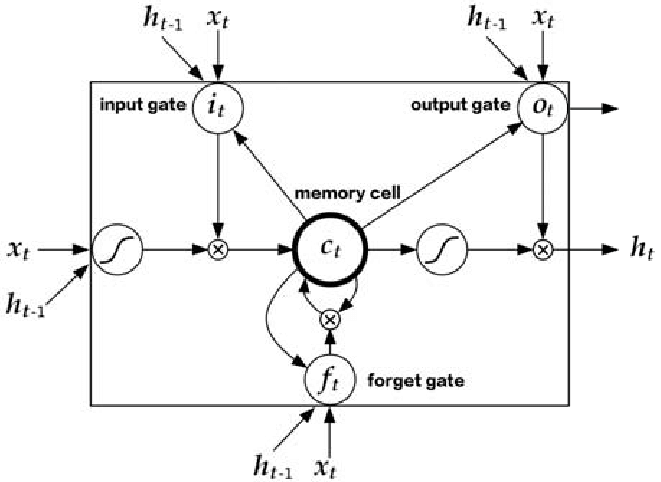 h_{t-1} x_t h_{t-1} x_t
input gate i_t output gate o_t
memory cell
x_t c_t h_t
h_{t-1}
f_t forget gate
h_{t-1} x_t